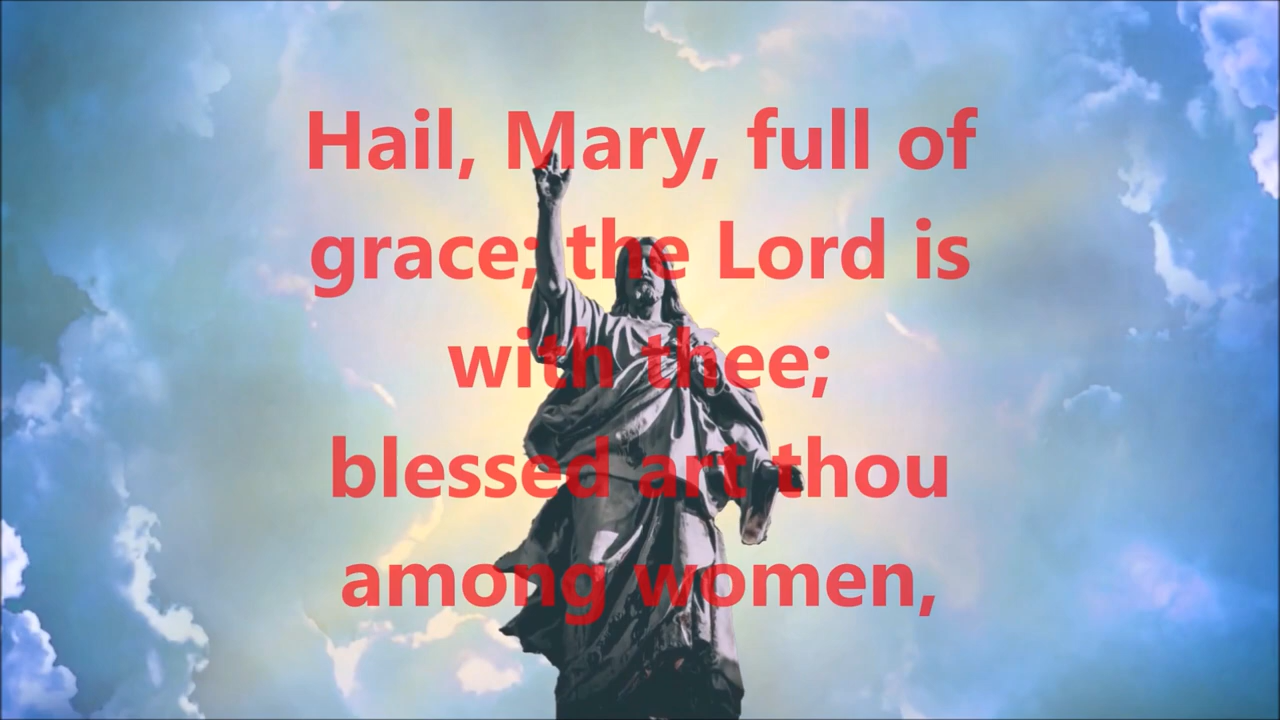 Hail, Mary, full of
grace; the Lord is
with thee;
blessed art thou
among women,